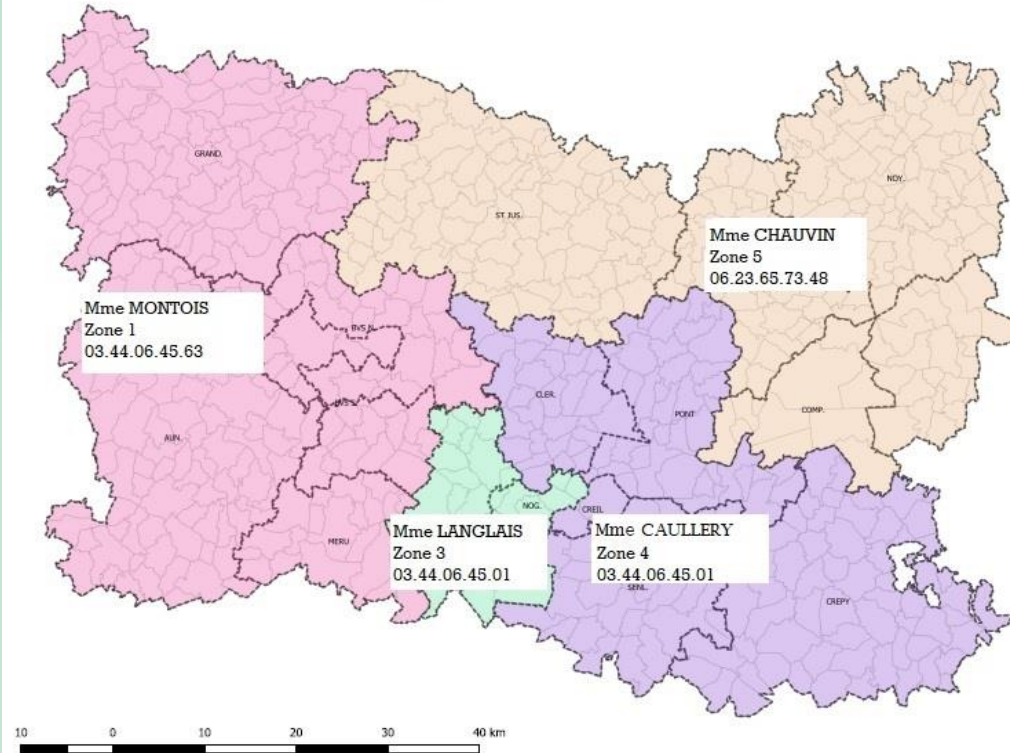 GRAND.
NOY.
ST. JUS.
Mme CHAUVIN
Zone 5
06.23.65.73.48
Mme MONTOIS
Zone 1
03.44.06.45.63
BVS N.
CLER.
COMP.
PONT
AUN.
NOG.
CREIL
Mme LANGLAIS
Zone 3
03.44.06.45.01
Mme CAULLERY
Zone 4
03.44.06.45.01
MERU
SENL.
CREPY
10 0 10 20 30 40 km